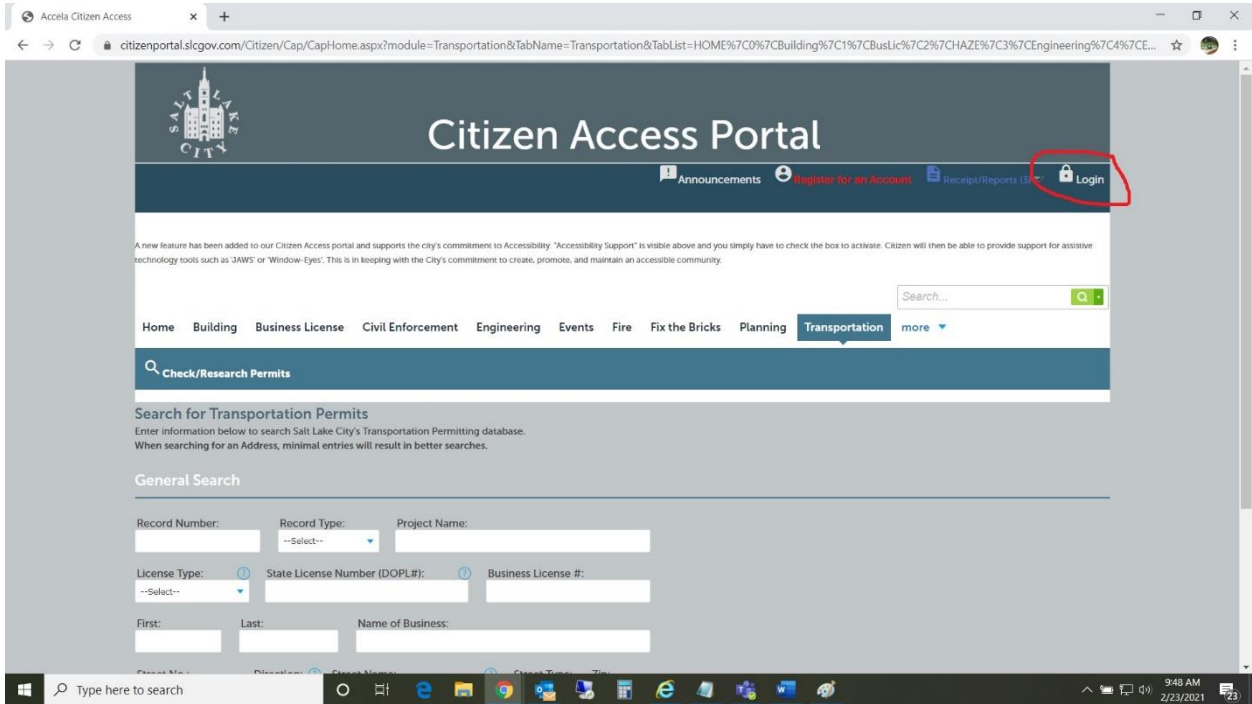 Accela Citizen Access
citizenportal.slcgov.com/Citizen/Cap/CapHome.aspx?module=Transportation&TabName=Transportation&TabList=HOME%7C0%7CBuilding%7C1%7CBusLic%7C2%7CHAZE%7C3%7CEngineering%7C4%7CE...
SALT LAKE CITY
Citizen Access Portal
Announcements Register for an Account Receipt/Reports (3) Login
A new feature has been added to our Citizen Access portal and supports the city's commitment to Accessibility. "Accessibility Support" is visible above and you simply have to check the box to activate. Citizen will then be able to provide support for assistive
technology tools such as 'JAWS' or 'Window-Eyes'. This is in keeping with the City's commitment to create, promote, and maintain an accessible community.
Search...
Home Building Business License Civil Enforcement Engineering Events Fire Fix the Bricks Planning Transportation more
Check/Research Permits
Search for Transportation Permits
Enter information below to search Salt Lake City's Transportation Permitting database.
When searching for an Address, minimal entries will result in better searches.
General Search
Record Number: Record Type: Project Name:
--Select--
License Type: State License Number (DOPL#): Business License #:
--Select--
First: Last: Name of Business:
Street No.: Direction: Street Name: Street Type: Zip:
Type here to search
9:48 AM
2/23/2021
23